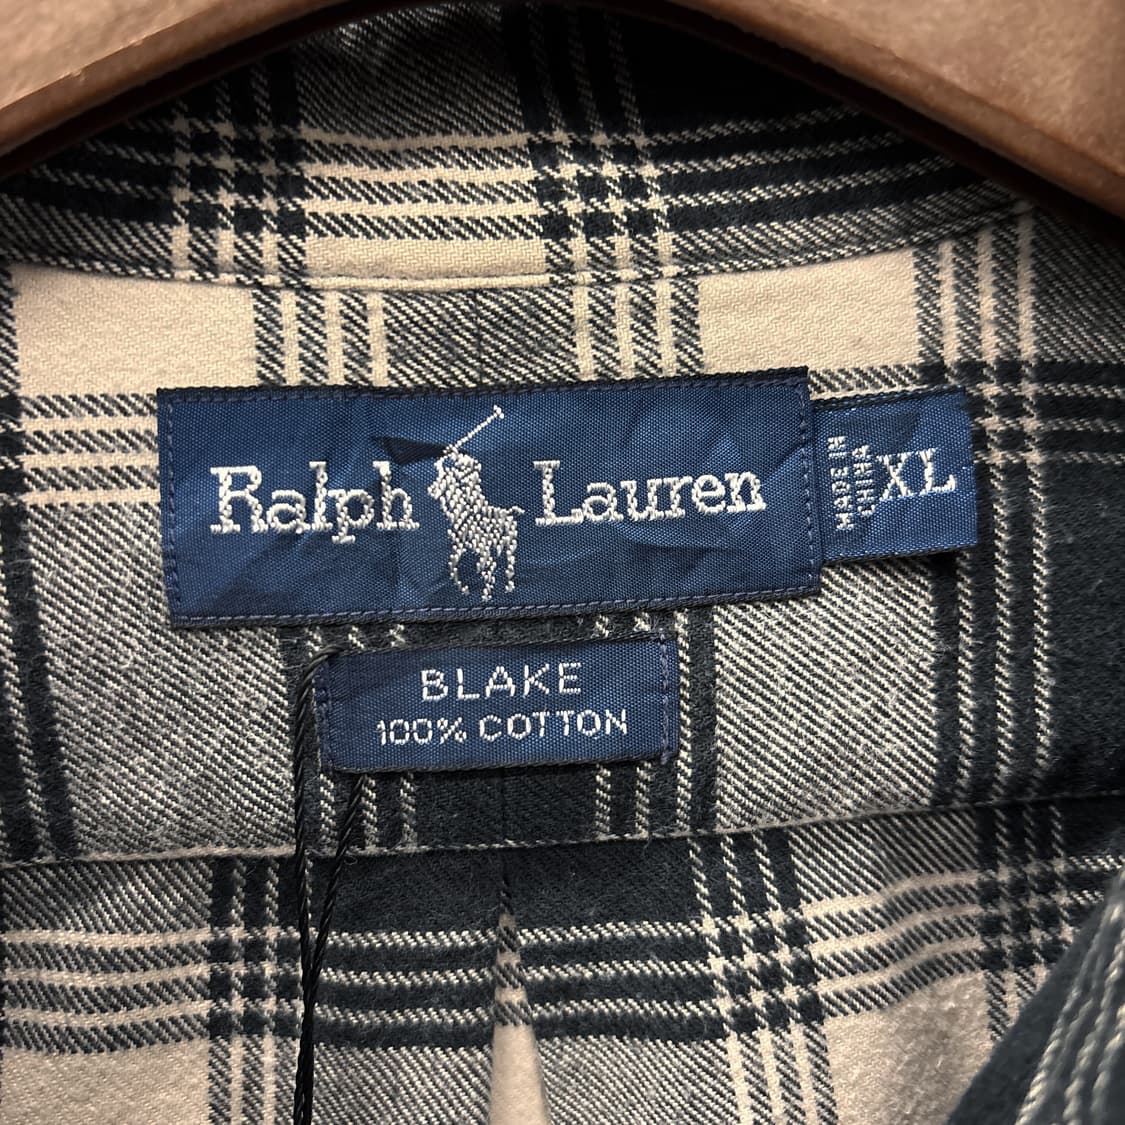 Ralph Lauren
MADE IN
CHINA
XL
BLAKE
100% COTTON